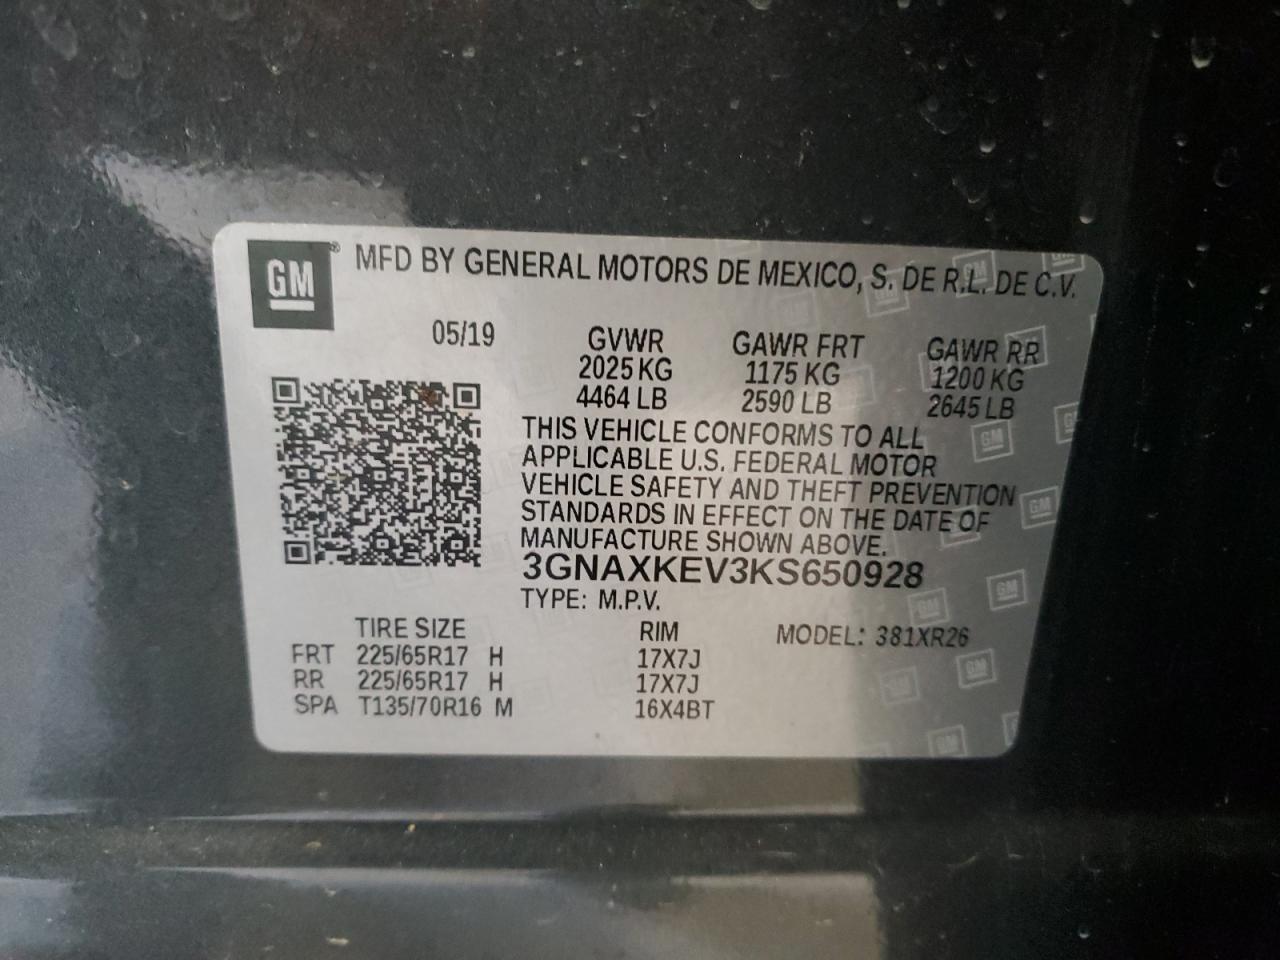 GM ® MFD BY GENERAL MOTORS DE MEXICO, S. DE R.L. DE C.V.
05/19 GVWR GAWR FRT GAWR RR
2025 KG 1175 KG 1200 KG
4464 LB 2590 LB 2645 LB
THIS VEHICLE CONFORMS TO ALL
APPLICABLE U.S. FEDERAL MOTOR
VEHICLE SAFETY AND THEFT PREVENTION
STANDARDS IN EFFECT ON THE DATE OF
MANUFACTURE SHOWN ABOVE.
3GNAXKEV3KS650928
TYPE: M.P.V.
TIRE SIZE RIM MODEL: 381XR26
FRT 225/65R17 H 17X7J
RR 225/65R17 H 17X7J
SPA T135/70R16 M 16X4BT